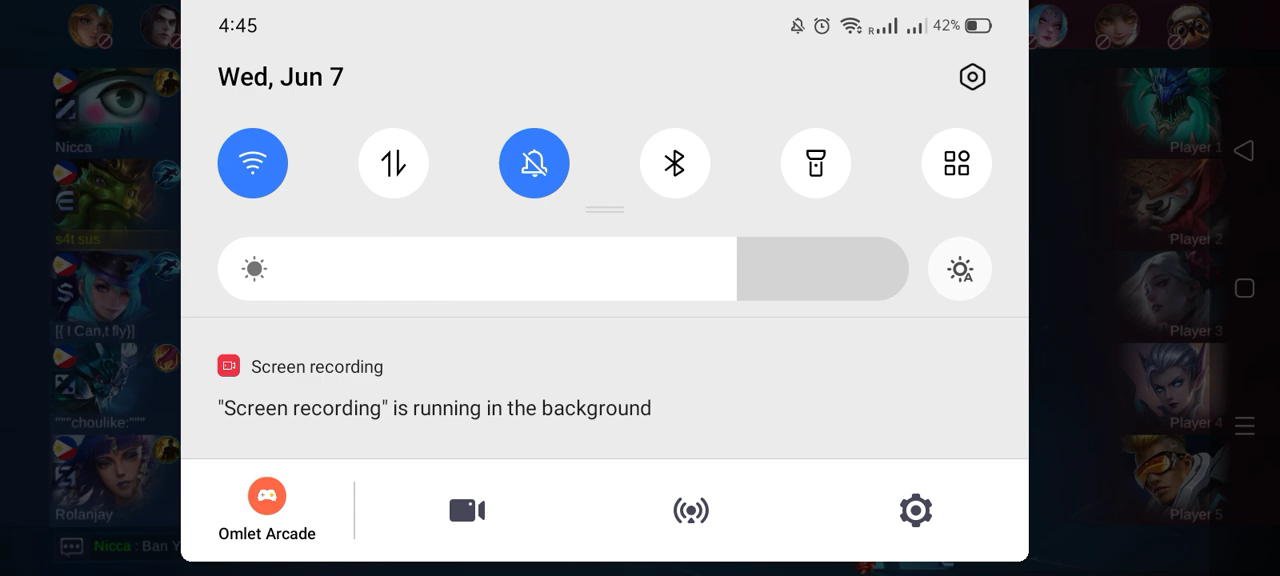 4:45
R
42%
Wed, Jun 7
A
Nicca
s4t sus
[{ I Can,t fly}]
"""choulike:"""
Rolanjay
Nicca : Ban Y
Player 1
Player 2
Player 3
Player 4
Player 5
Screen recording
"Screen recording" is running in the background
Omlet Arcade